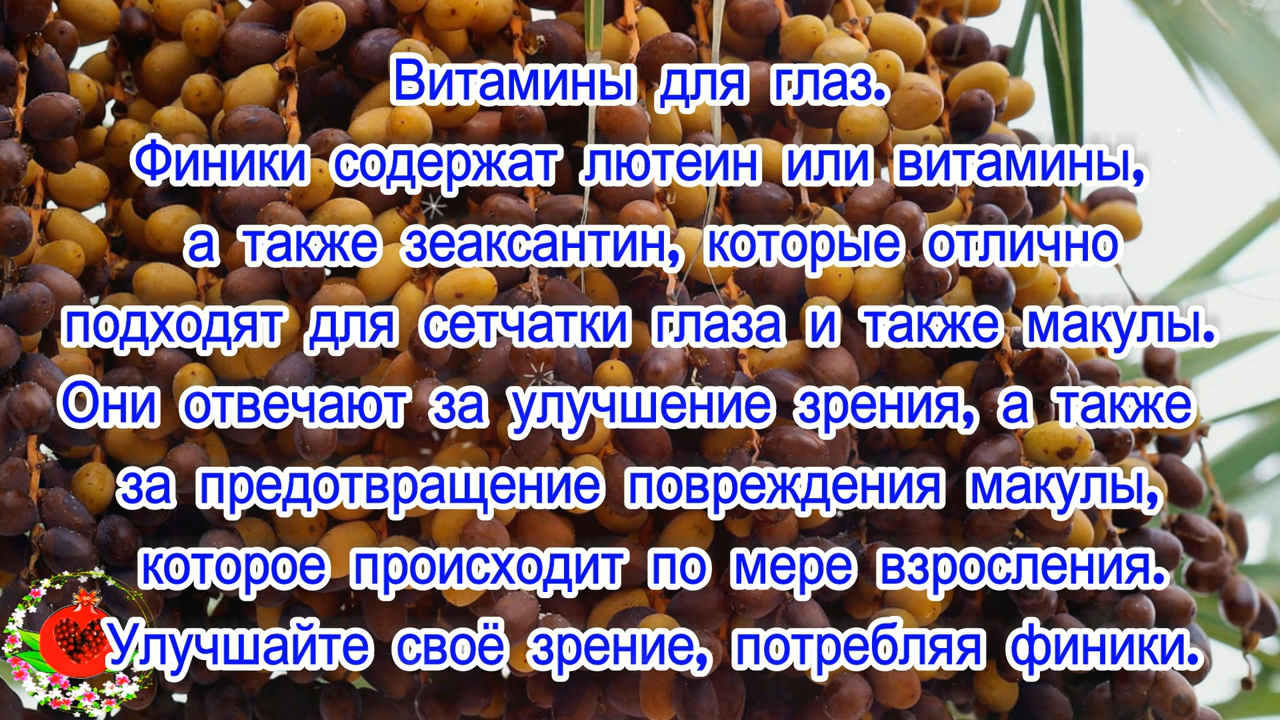 Витамины для глаз.
Финики содержат лютеин или витамины,
а также зеаксантин, которые отлично
подходят для сетчатки глаза и также макулы.
Они отвечают за улучшение зрения, а также
за предотвращение повреждения макулы,
которое происходит по мере взросления.
Улучшайте своё зрение, потребляя финики.